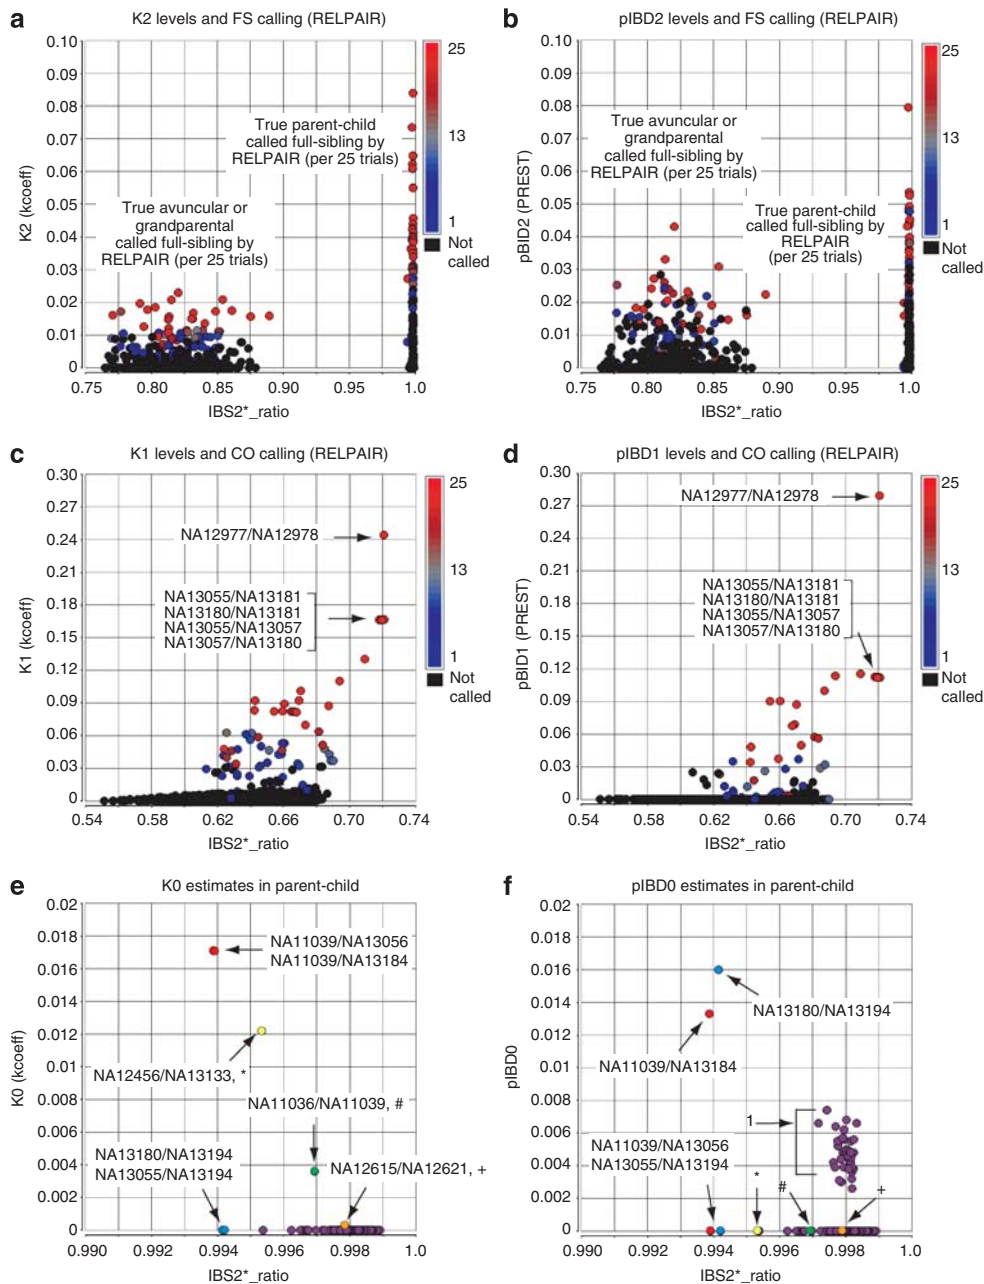 a
K2 levels and FS calling (RELPAIR)
0.10
0.09
0.08
0.07
0.06
0.05
0.04
0.03
0.02
0.01
0
K2 (kcoeff)
True parent-child
called full-sibling by
RELPAIR (per 25 trials)
True avuncular or
grandparental
called full-sibling by
RELPAIR (per 25 trials)
25
13
1
Not
called
0.75
0.80
0.85
0.90
0.95
1.0
IBS2*_ratio
b
pIBD2 levels and FS calling (RELPAIR)
0.10
0.09
0.08
0.07
0.06
0.05
0.04
0.03
0.02
0.01
0
pBID2 (PREST)
True avuncular or
grandparental
called full-sibling by
RELPAIR (per 25 trials)
True parent-child
called full-sibling by
RELPAIR
(per 25 trials)
25
13
1
Not
called
0.75
0.80
0.85
0.90
0.95
1.0
IBS2*_ratio
c
K1 levels and CO calling (RELPAIR)
0.30
0.27
0.24
0.21
0.18
0.15
0.12
0.09
0.06
0.03
0
K1 (kcoeff)
NA12977/NA12978
NA13055/NA13181
NA13180/NA13181
NA13055/NA13057
NA13057/NA13180
25
13
1
Not
called
0.54
0.58
0.62
0.66
0.70
0.74
IBS2*_ratio
d
pIBD1 levels and CO calling (RELPAIR)
0.30
0.27
0.24
0.21
0.18
0.15
0.12
0.09
0.06
0.03
0
pBID1 (PREST)
NA12977/NA12978
NA13055/NA13181
NA13180/NA13181
NA13055/NA13057
NA13057/NA13180
25
13
1
Not
called
0.54
0.58
0.62
0.66
0.70
0.74
IBS2*_ratio
e
K0 estimates in parent-child
0.02
0.018
0.016
0.014
0.012
0.01
0.008
0.006
0.004
0.002
0
K0 (kcoeff)
NA11039/NA13056
NA11039/NA13184
NA12456/NA13133, *
NA11036/NA11039, #
NA13180/NA13194
NA13055/NA13194
NA12615/NA12621, +
0.990
0.992
0.994
0.996
0.998
1.0
IBS2*_ratio
f
pIBD0 estimates in parent-child
0.02
0.018
0.016
0.014
0.012
0.01
0.008
0.006
0.004
0.002
0
pIBD0
NA13180/NA13194
NA11039/NA13184
1
NA11039/NA13056
NA13055/NA13194
*
#
+
0.990
0.992
0.994
0.996
0.998
1.0
IBS2*_ratio